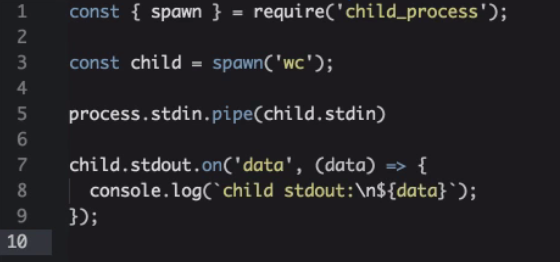 1 const { spawn } = require('child_process');
2
3 const child = spawn('wc');
4
5 process.stdin.pipe(child.stdin)
6
7 child.stdout.on('data', (data) => {
8   console.log(`child stdout:\n${data}`);
9 });
10